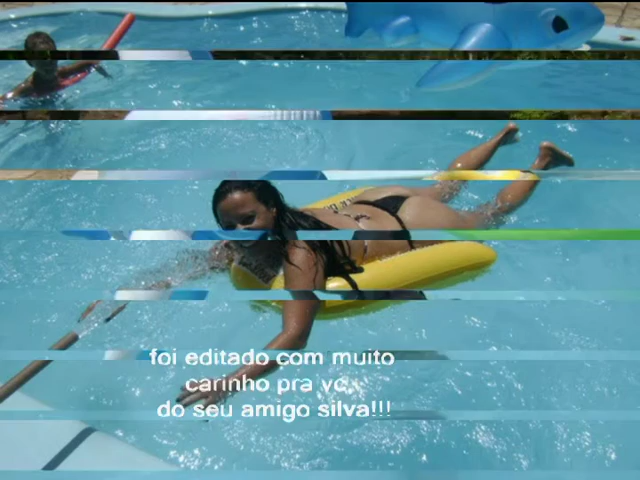 foi editado com muito
carinho pra vc
do seu amigo silva!!!